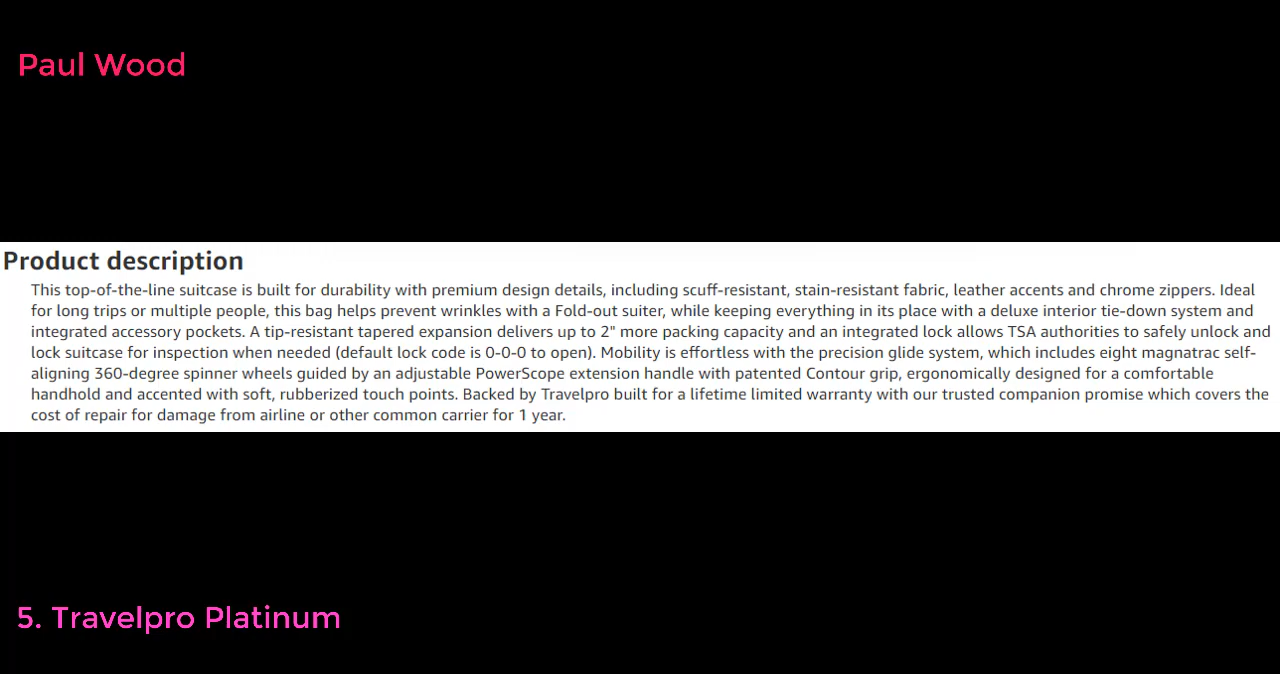 Paul Wood
Product description
This top-of-the-line suitcase is built for durability with premium design details, including scuff-resistant, stain-resistant fabric, leather accents and chrome zippers. Ideal
for long trips or multiple people, this bag helps prevent wrinkles with a Fold-out suiter, while keeping everything in its place with a deluxe interior tie-down system and
integrated accessory pockets. A tip-resistant tapered expansion delivers up to 2" more packing capacity and an integrated lock allows TSA authorities to safely unlock and
lock suitcase for inspection when needed (default lock code is 0-0-0 to open). Mobility is effortless with the precision glide system, which includes eight magnatrac self-
aligning 360-degree spinner wheels guided by an adjustable PowerScope extension handle with patented Contour grip, ergonomically designed for a comfortable
handhold and accented with soft, rubberized touch points. Backed by Travelpro built for a lifetime limited warranty with our trusted companion promise which covers the
cost of repair for damage from airline or other common carrier for 1 year.
5. Travelpro Platinum